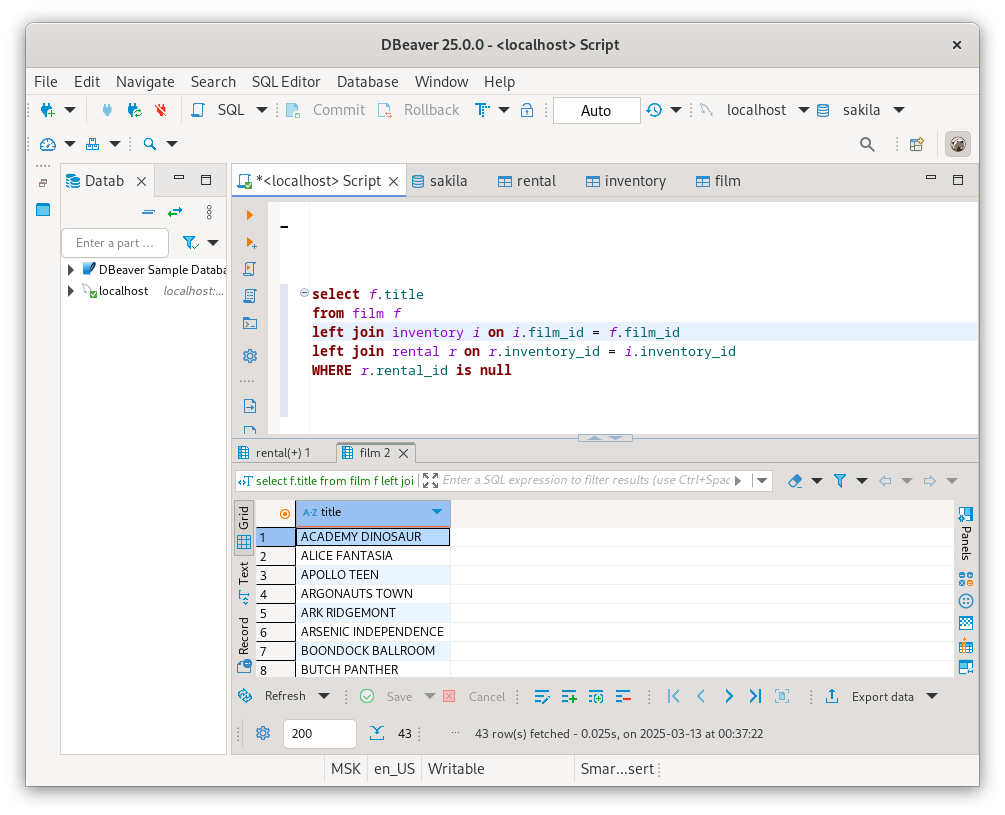 DBeaver 25.0.0 - <localhost> Script
File Edit Navigate Search SQL Editor Database Window Help
SQL Commit Rollback Auto localhost sakila
Datab
*<localhost> Script sakila rental inventory film
Enter a part ...
DBeaver Sample Databa
localhost localhost:...
select f.title
from film f
left join inventory i on i.film_id = f.film_id
left join rental r on r.inventory_id = i.inventory_id
WHERE r.rental_id is null
rental(+) 1 film 2
select f.title from film f left joi Enter a SQL expression to filter results (use Ctrl+Spac
Grid
Text
Record
A-Z title
1 ACADEMY DINOSAUR
2 ALICE FANTASIA
3 APOLLO TEEN
4 ARGONAUTS TOWN
5 ARK RIDGEMONT
6 ARSENIC INDEPENDENCE
7 BOONDOCK BALLROOM
8 BUTCH PANTHER
Panels
Refresh Save Cancel Export data
200 43 43 row(s) fetched - 0.025s, on 2025-03-13 at 00:37:22
MSK en_US Writable Smar...sert